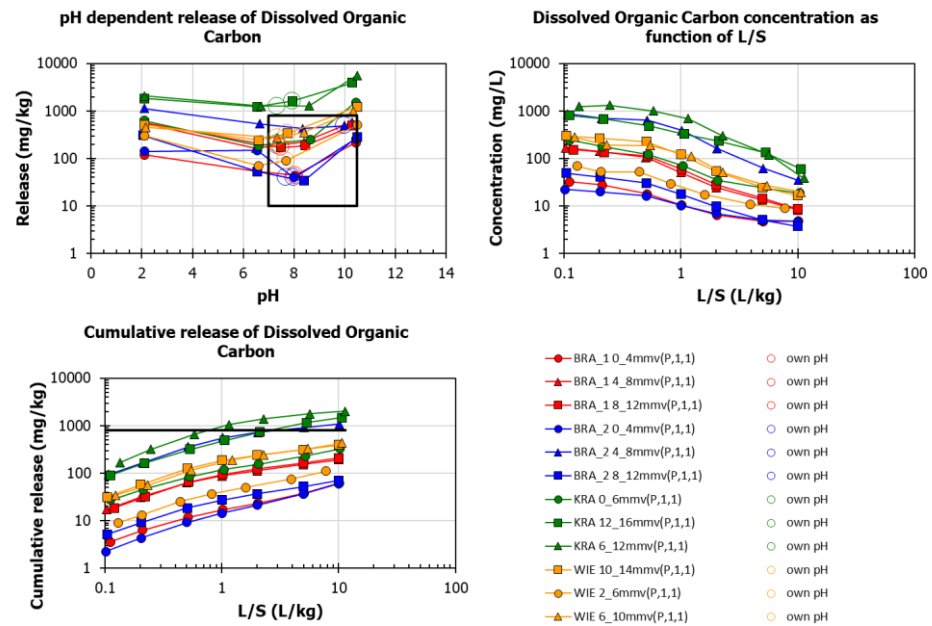 pH dependent release of Dissolved Organic
Carbon
Release (mg/kg)
10000
1000
100
10
1
0 2 4 6 8 10 12 14
pH
Dissolved Organic Carbon concentration as
function of L/S
Concentration (mg/L)
10000
1000
100
10
1
0.1 1 10 100
L/S (L/kg)
Cumulative release of Dissolved Organic
Carbon
Cumulative release (mg/kg)
10000
1000
100
10
1
0.1 1 10 100
L/S (L/kg)
BRA_1 0_4mmv(P,1,1) own pH
BRA_1 4_8mmv(P,1,1) own pH
BRA_1 8_12mmv(P,1,1) own pH
BRA_2 0_4mmv(P,1,1) own pH
BRA_2 4_8mmv(P,1,1) own pH
BRA_2 8_12mmv(P,1,1) own pH
KRA 0_6mmv(P,1,1) own pH
KRA 12_16mmv(P,1,1) own pH
KRA 6_12mmv(P,1,1) own pH
WIE 10_14mmv(P,1,1) own pH
WIE 2_6mmv(P,1,1) own pH
WIE 6_10mmv(P,1,1) own pH